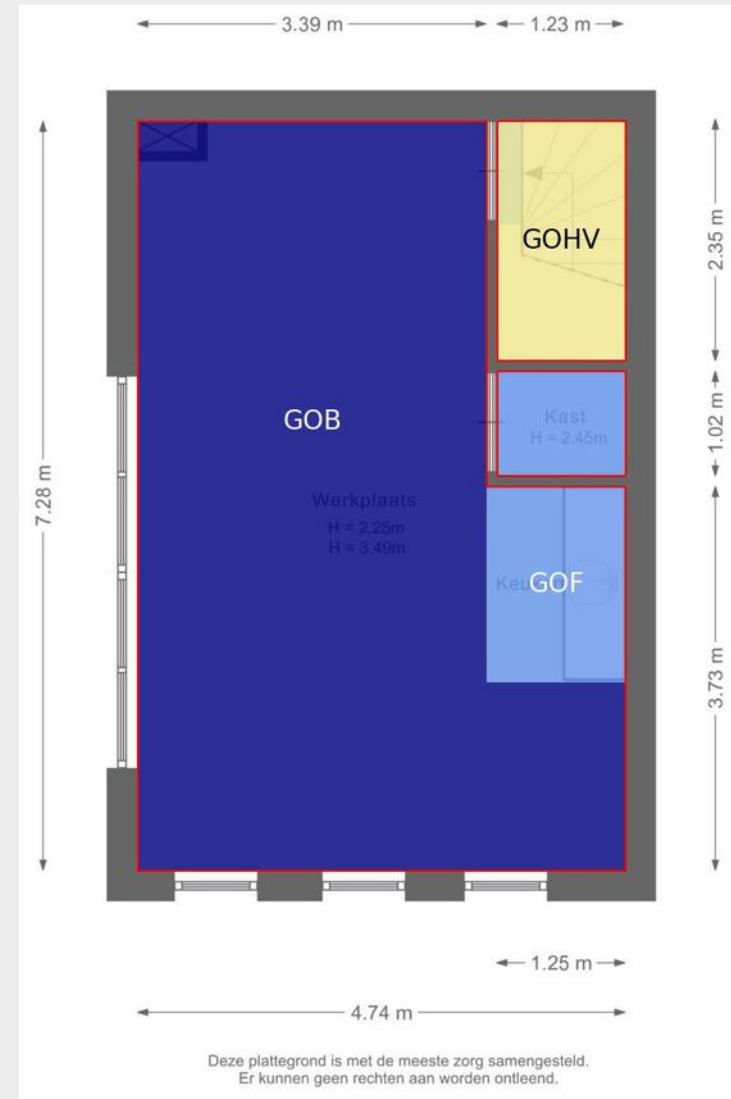 3.39 m
1.23 m
GOHV
2.35 m
GOB
Kast
H = 2.45m
1.02 m
7.28 m
Werkplaats
H = 2.25m
H = 3.49m
GOF
3.73 m
1.25 m
4.74 m
Deze plattegrond is met de meeste zorg samengesteld.
Er kunnen geen rechten aan worden ontleend.